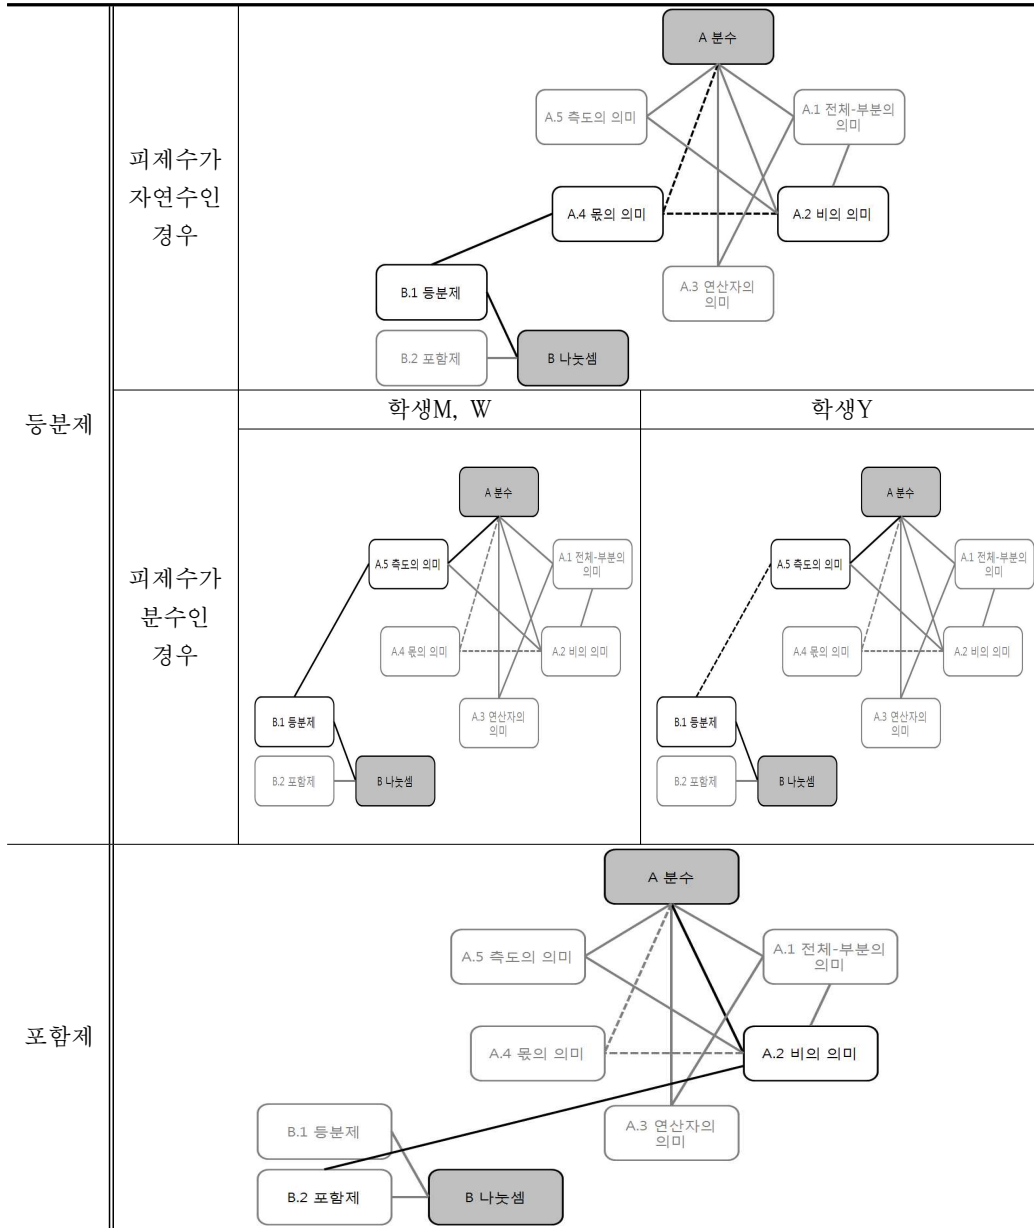 등분제
피제수가
자연수인
경우
A 분수
A.5 측도의 의미
A.1 전체-부분의
의미
A.4 몫의 의미
A.2 비의 의미
A.3 연산자의
의미
B.1 등분제
B.2 포함제
B 나눗셈
피제수가
분수인
경우
학생M, W
A 분수
A.5 측도의 의미
A.1 전체-부분의
의미
A.4 몫의 의미
A.2 비의 의미
A.3 연산자의
의미
B.1 등분제
B.2 포함제
B 나눗셈
학생Y
A 분수
A.5 측도의 의미
A.1 전체-부분의
의미
A.4 몫의 의미
A.2 비의 의미
A.3 연산자의
의미
B.1 등분제
B.2 포함제
B 나눗셈
포함제
A 분수
A.5 측도의 의미
A.1 전체-부분의
의미
A.4 몫의 의미
A.2 비의 의미
A.3 연산자의
의미
B.1 등분제
B.2 포함제
B 나눗셈